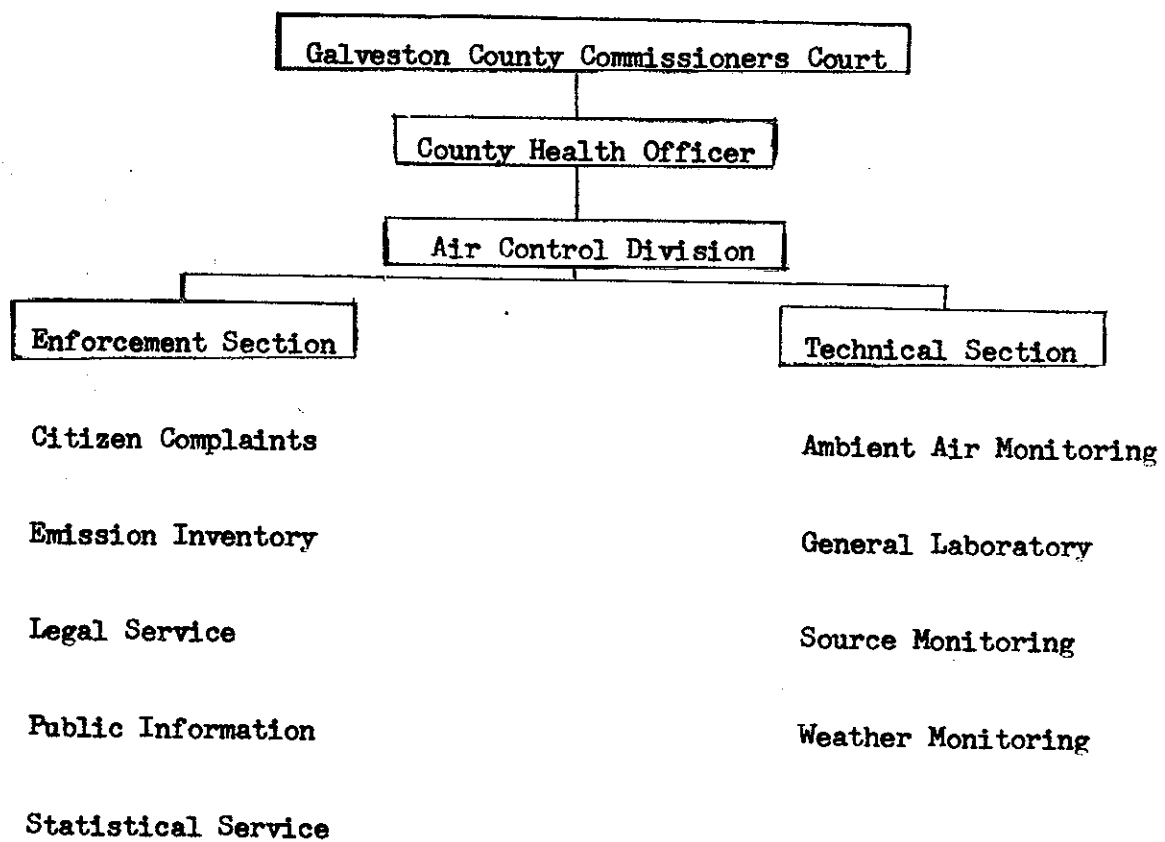 Galveston County Commissioners Court
County Health Officer
Air Control Division
Enforcement Section
Technical Section
Citizen Complaints
Emission Inventory
Legal Service
Public Information
Statistical Service
Ambient Air Monitoring
General Laboratory
Source Monitoring
Weather Monitoring